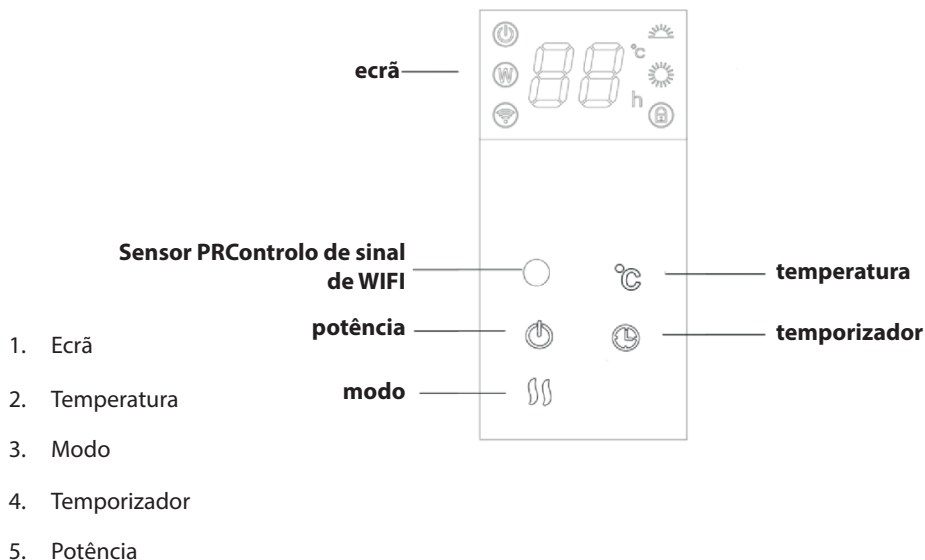 ecrã
W
88
°C
h
Sensor PRControlo de sinal
de WIFI
°C
temperatura
potência
temporizador
modo
1. Ecrã
2. Temperatura
3. Modo
4. Temporizador
5. Potência